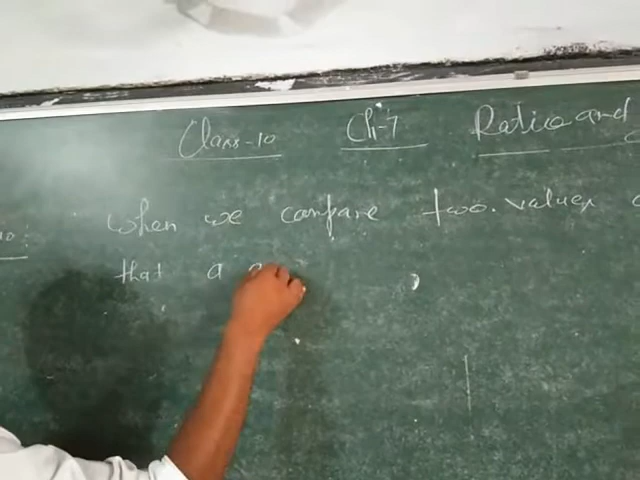 Class-10 Ch-7 Ratio and
when we compare two values
that a